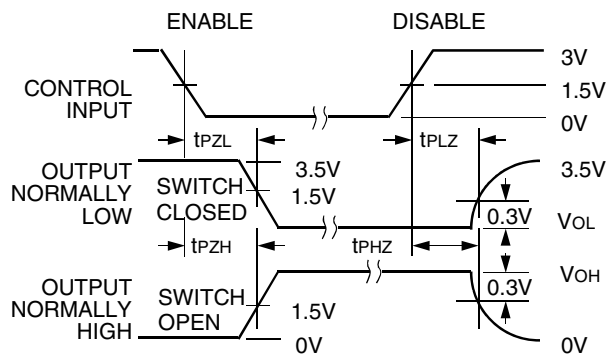 ENABLE
DISABLE
3V
CONTROL
INPUT
1.5V
0V
tPZL
tPLZ
OUTPUT
NORMALLY
LOW
SWITCH
CLOSED
3.5V
1.5V
3.5V
0.3V
VOL
tPZH
tPHZ
OUTPUT
NORMALLY
HIGH
SWITCH
OPEN
1.5V
0V
VOH
0.3V
0V